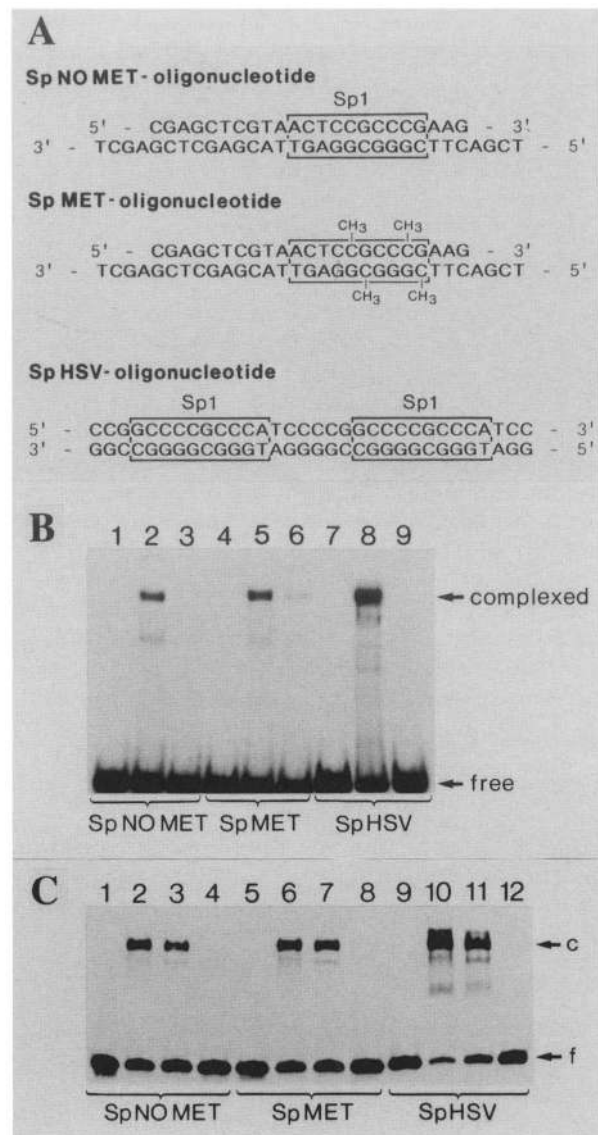 A
Sp NO MET - oligonucleotide
Sp1
5' - CGAGCTCGTAACTCCGCCCGAAG - 3'
3' - TCGAGCTCGAGCATTGAGGCGGGCTTCAGCT - 5'
Sp MET - oligonucleotide
CH3 CH3
5' - CGAGCTCGTAACTCCGCCCGAAG - 3'
3' - TCGAGCTCGAGCATTGAGGCGGGCTTCAGCT - 5'
CH3 CH3
Sp HSV - oligonucleotide
Sp1 Sp1
5' - CCGGCCCCGCCCATCCCCGGCCCCGCCCATCC - 3'
3' - GGCCGGGGCGGGTAGGGGCCGGGGCGGGTAGG - 5'
B
1 2 3 4 5 6 7 8 9
complexed
free
Sp NO MET Sp MET Sp HSV
C
1 2 3 4 5 6 7 8 9 10 11 12
c
f
Sp NO MET Sp MET Sp HSV